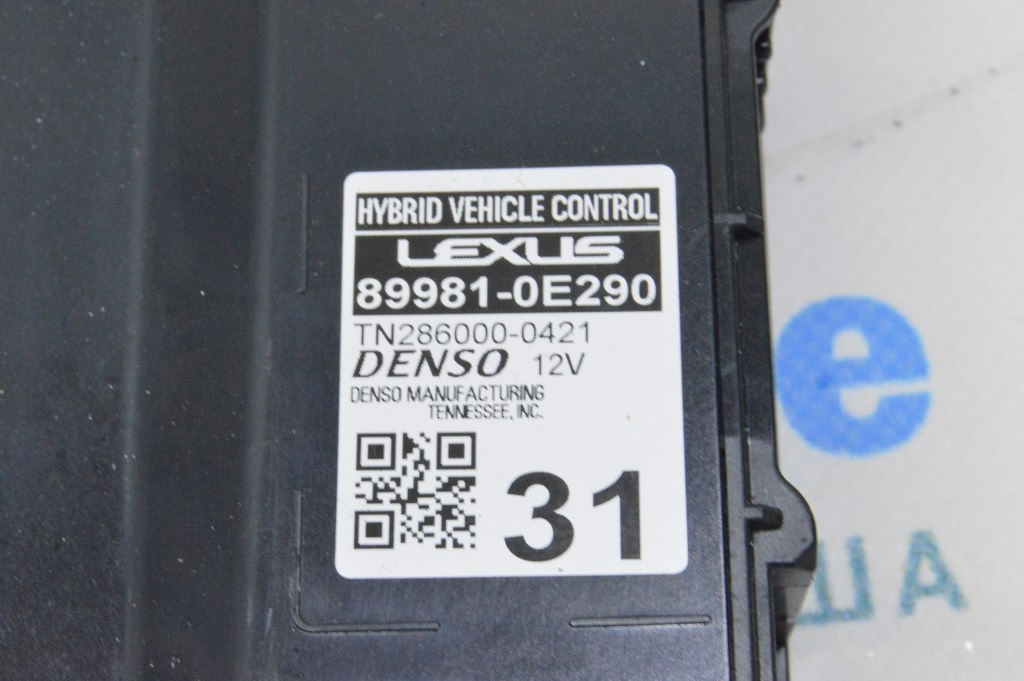 HYBRID VEHICLE CONTROL
LEXUS
89981-0E290
TN286000-0421
DENSO 12V
DENSO MANUFACTURING
TENNESSEE, INC.
31
e